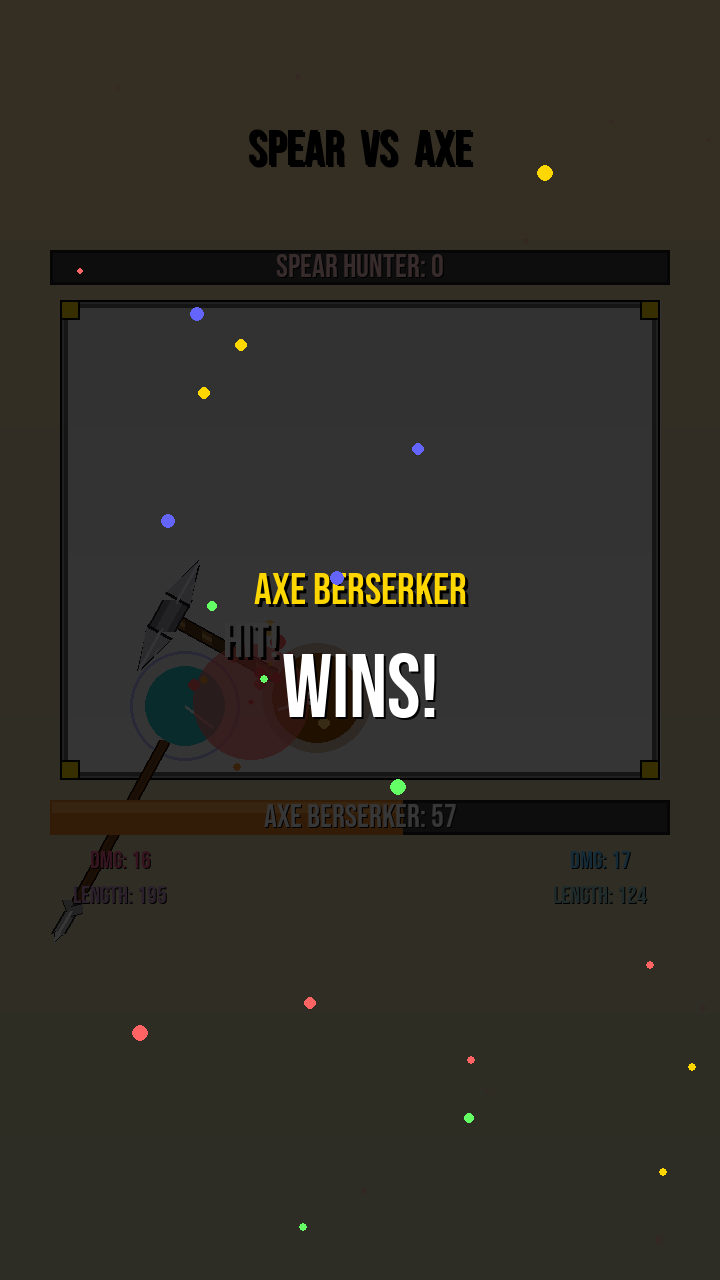 SPEAR VS AXE
SPEAR HUNTER: 0
AXE BERSERKER
HIT!
WINS!
AXE BERSERKER: 57
DMG: 16
DMG: 17
LENGTH: 195
LENGTH: 124